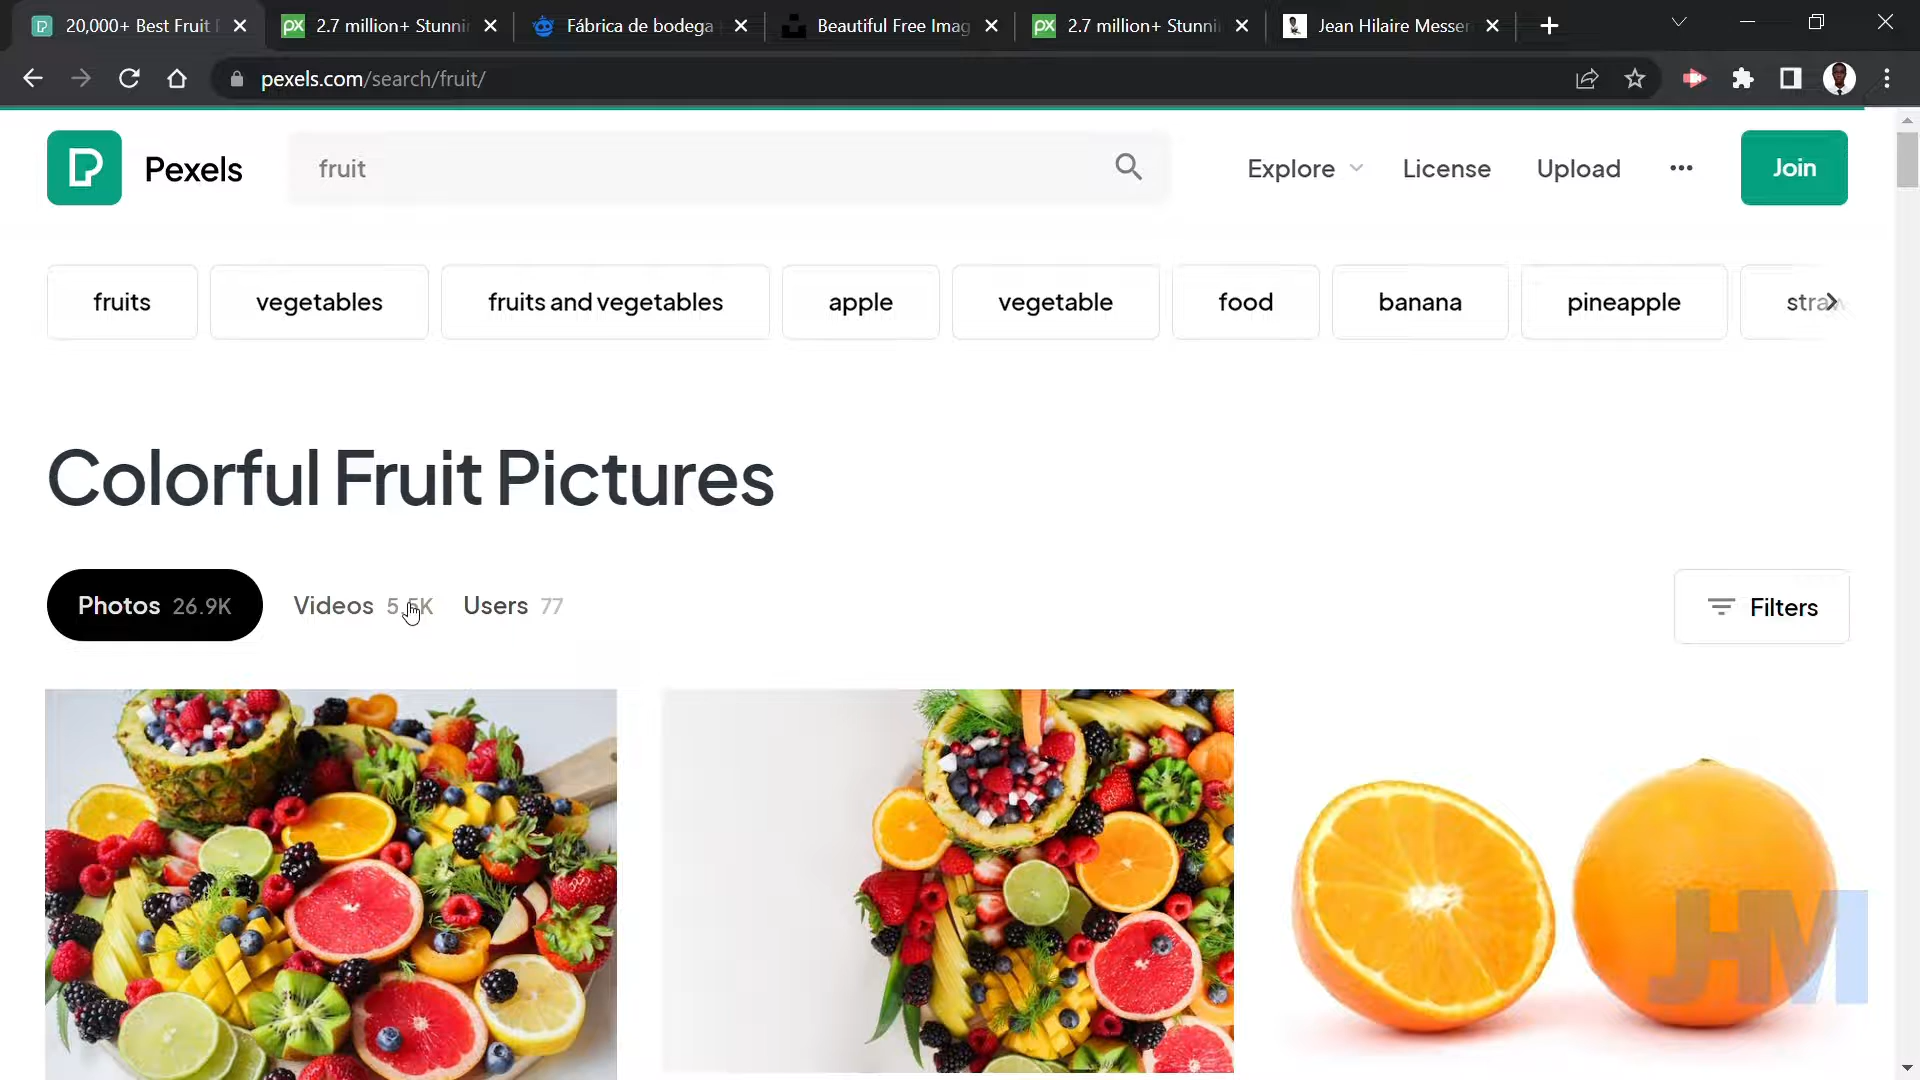 20,000+ Best Fruit
2.7 million+ Stunni
Fábrica de bodega
Beautiful Free Imag
2.7 million+ Stunni
Jean Hilaire Messer
pexels.com/search/fruit/
Pexels
fruit
Explore
License
Upload
Join
fruits
vegetables
fruits and vegetables
apple
vegetable
food
banana
pineapple
straw
Colorful Fruit Pictures
Photos 26.9K
Videos 5.5K
Users 77
Filters
JHM